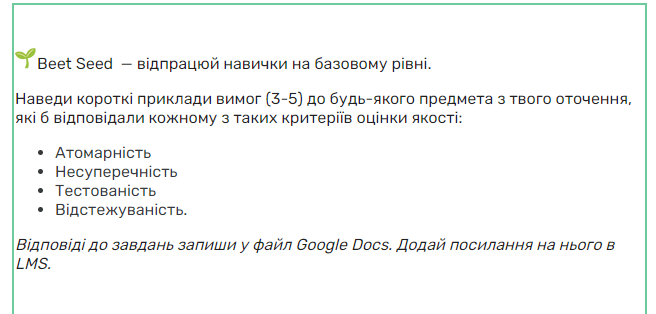 🌱Beet Seed — відпрацюй навички на базовому рівні.
Наведи короткі приклади вимог (3-5) до будь-якого предмета з твого оточення,
які б відповідали кожному з таких критеріїв оцінки якості:
• Атомарність
• Несуперечність
• Тестованість
• Відстежуваність.
Відповіді до завдань запиши у файл Google Docs. Додай посилання на нього в
LMS.